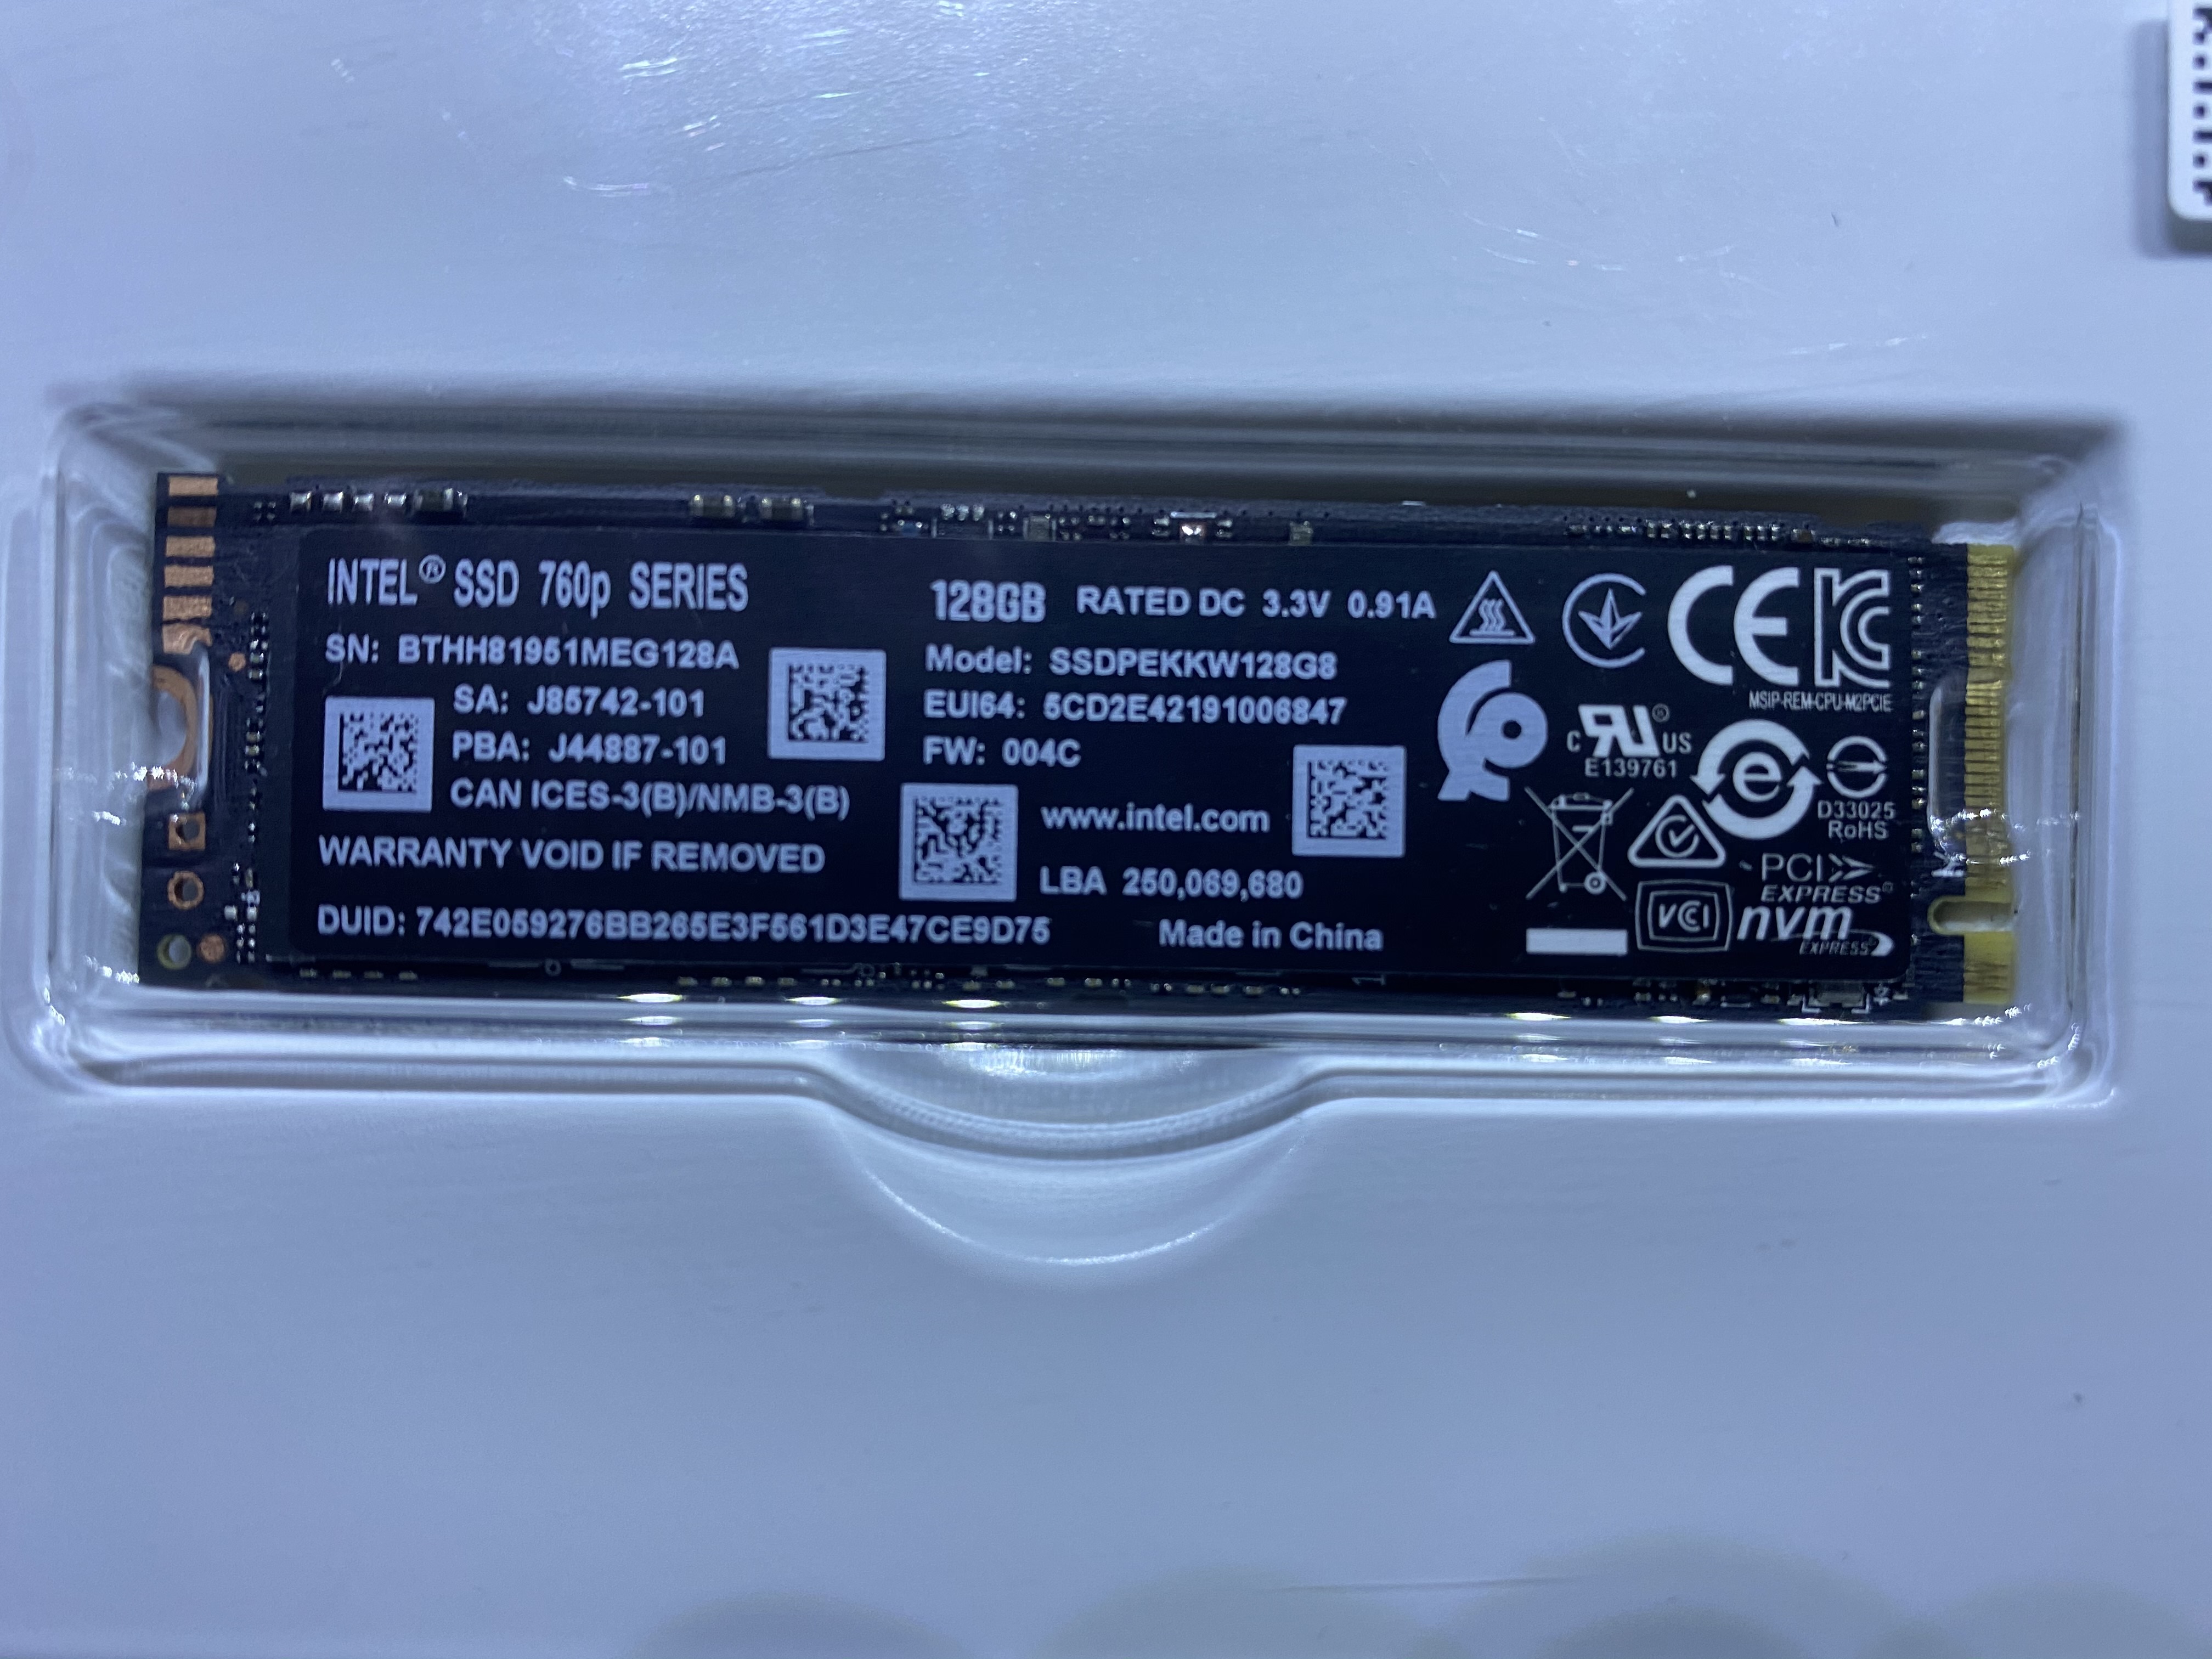 INTEL® SSD 760p SERIES
SN: BTHH81951MEG128A
SA: J85742-101
PBA: J44887-101
CAN ICES-3(B)/NMB-3(B)
WARRANTY VOID IF REMOVED
DUID: 742E059276BB265E3F561D3E47CE9D75
128GB RATED DC 3.3V 0.91A
Model: SSDPEKKW128G8
EUI64: 5CD2E42191006847
FW: 004C
www.intel.com
LBA 250,069,680
Made in China
CE
MSIP-REM-CPU-M2PCIE
C UL® US
E139761
e
D33025
RoHS
PCI
EXPRESS®
VCCI
nvm
EXPRESS